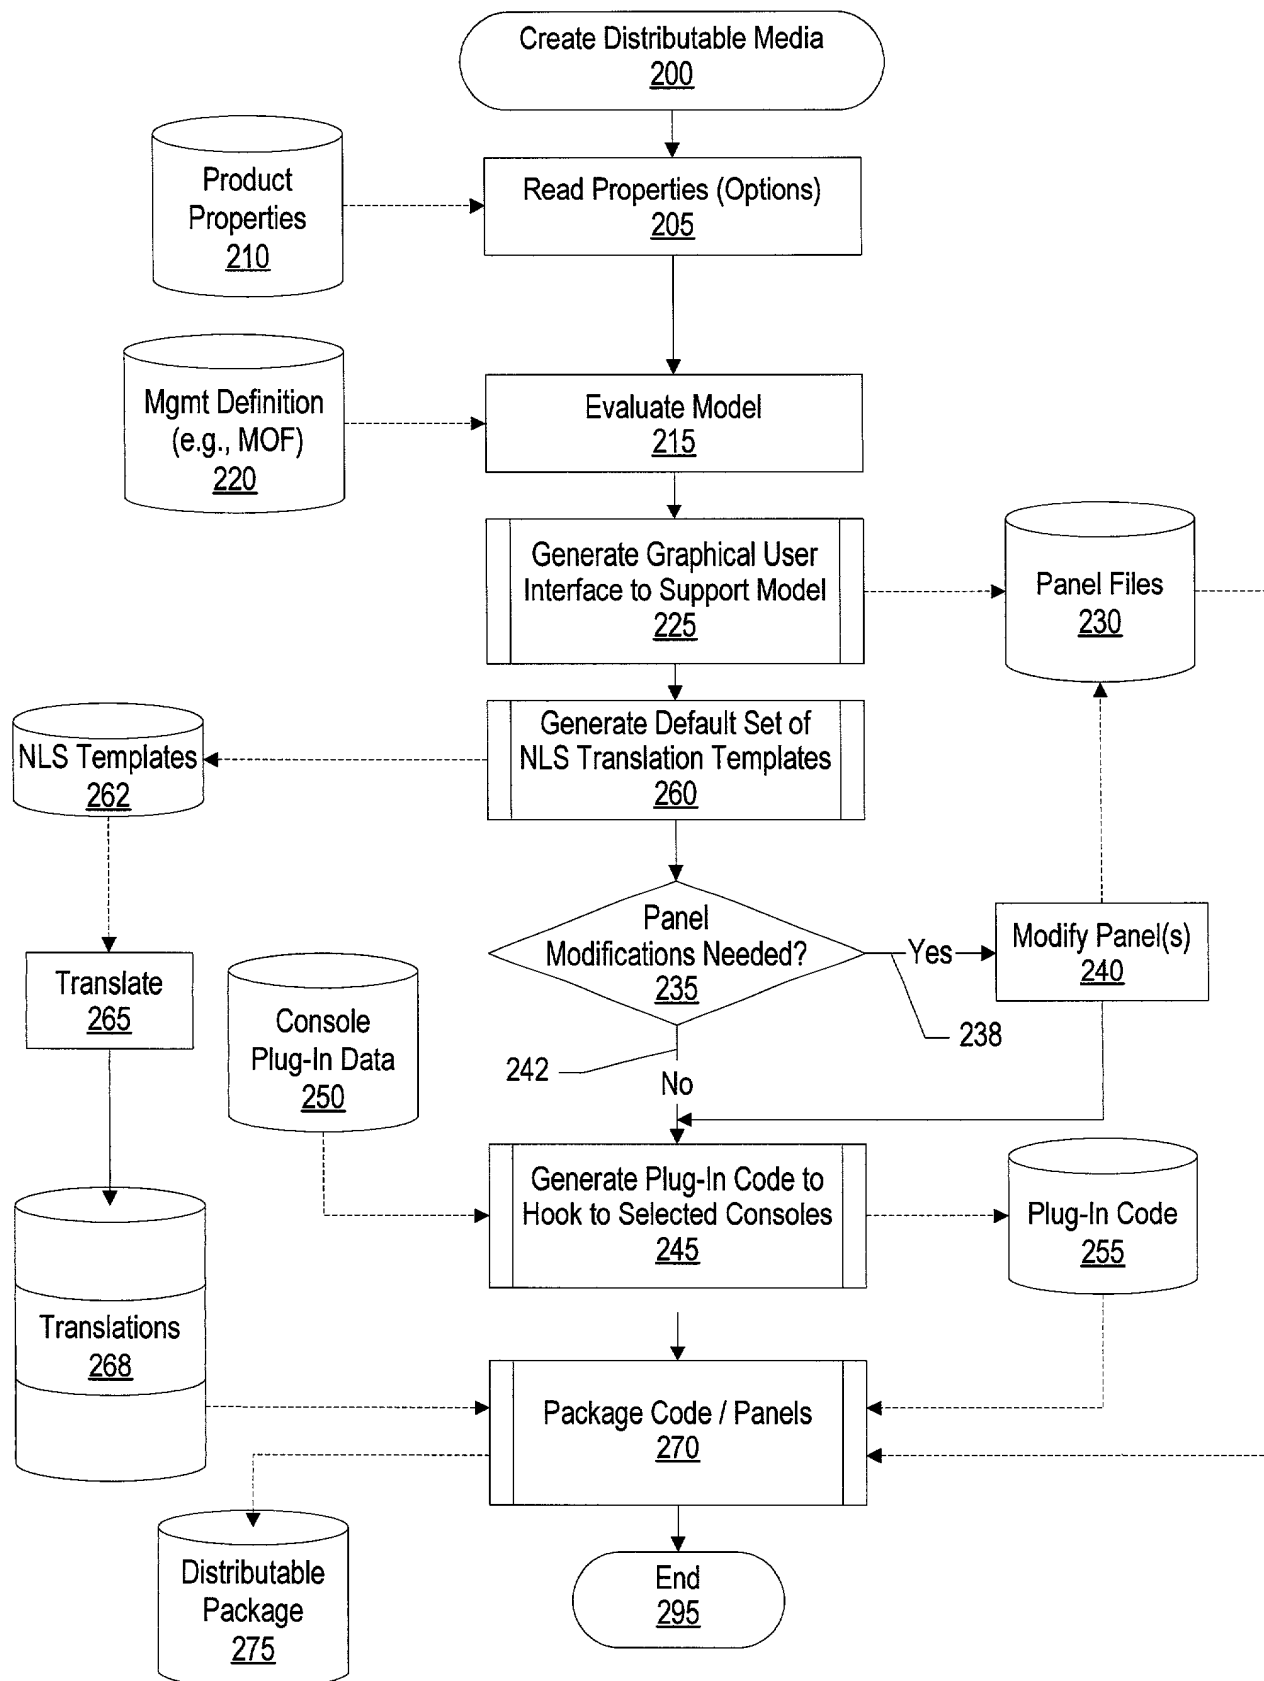 Create Distributable Media
200
Product
Properties
210
Read Properties (Options)
205
Mgmt Definition
(e.g., MOF)
220
Evaluate Model
215
Generate Graphical User
Interface to Support Model
225
Panel Files
230
NLS Templates
262
Generate Default Set of
NLS Translation Templates
260
Panel
Modifications Needed?
235
Yes
238
Modify Panel(s)
240
242
No
Translate
265
Console
Plug-In Data
250
Generate Plug-In Code to
Hook to Selected Consoles
245
Plug-In Code
255
Translations
268
Package Code / Panels
270
Distributable
Package
275
End
295